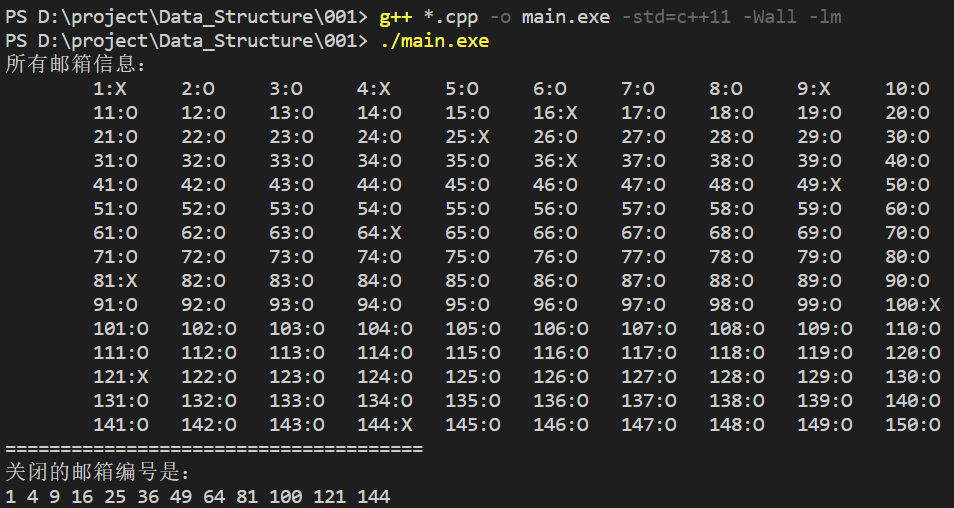 PS D:\project\Data_Structure\001> g++ *.cpp -o main.exe -std=c++11 -Wall -lm
PS D:\project\Data_Structure\001> ./main.exe
所有邮箱信息:
1:X 2:O 3:O 4:X 5:O 6:O 7:O 8:O 9:X 10:O
11:O 12:O 13:O 14:O 15:O 16:X 17:O 18:O 19:O 20:O
21:O 22:O 23:O 24:O 25:X 26:O 27:O 28:O 29:O 30:O
31:O 32:O 33:O 34:O 35:O 36:X 37:O 38:O 39:O 40:O
41:O 42:O 43:O 44:O 45:O 46:O 47:O 48:O 49:X 50:O
51:O 52:O 53:O 54:O 55:O 56:O 57:O 58:O 59:O 60:O
61:O 62:O 63:O 64:X 65:O 66:O 67:O 68:O 69:O 70:O
71:O 72:O 73:O 74:O 75:O 76:O 77:O 78:O 79:O 80:O
81:X 82:O 83:O 84:O 85:O 86:O 87:O 88:O 89:O 90:O
91:O 92:O 93:O 94:O 95:O 96:O 97:O 98:O 99:O 100:X
101:O 102:O 103:O 104:O 105:O 106:O 107:O 108:O 109:O 110:O
111:O 112:O 113:O 114:O 115:O 116:O 117:O 118:O 119:O 120:O
121:X 122:O 123:O 124:O 125:O 126:O 127:O 128:O 129:O 130:O
131:O 132:O 133:O 134:O 135:O 136:O 137:O 138:O 139:O 140:O
141:O 142:O 143:O 144:X 145:O 146:O 147:O 148:O 149:O 150:O
======================================
关闭的邮箱编号是:
1 4 9 16 25 36 49 64 81 100 121 144